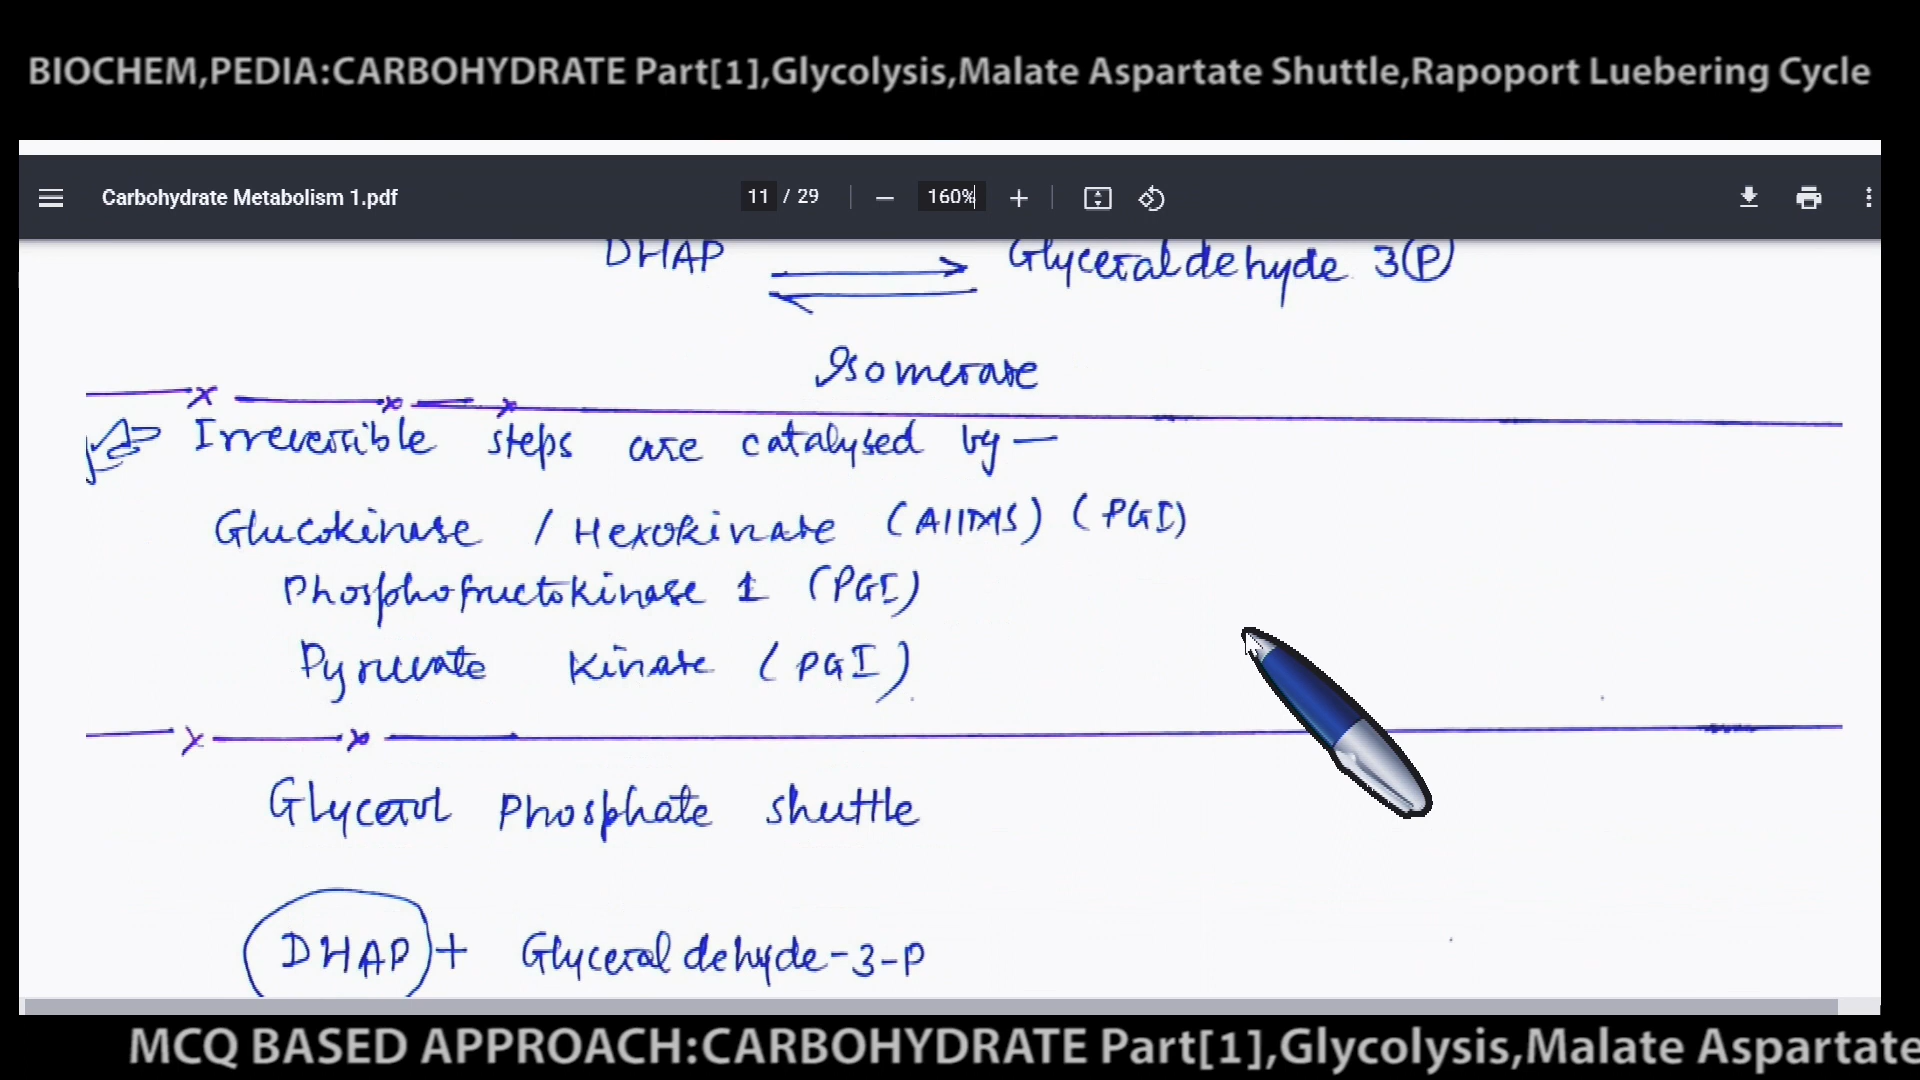 BIOCHEM,PEDIA:CARBOHYDRATE Part[1],Glycolysis,Malate Aspartate Shuttle,Rapoport Luebering Cycle
Carbohydrate Metabolism 1.pdf 11 / 29 — 160% +
DHAP ⇌ Glyceraldehyde 3(P)
Isomerase
Irreversible steps are catalysed by —
Glucokinase / Hexokinase (AIIMS) (PGI)
Phosphofructokinase 1 (PGI)
Pyruvate Kinase (PGI)
Glycerol Phosphate shuttle
DHAP + Glyceraldehyde-3-P
MCQ BASED APPROACH:CARBOHYDRATE Part[1],Glycolysis,Malate Aspartate